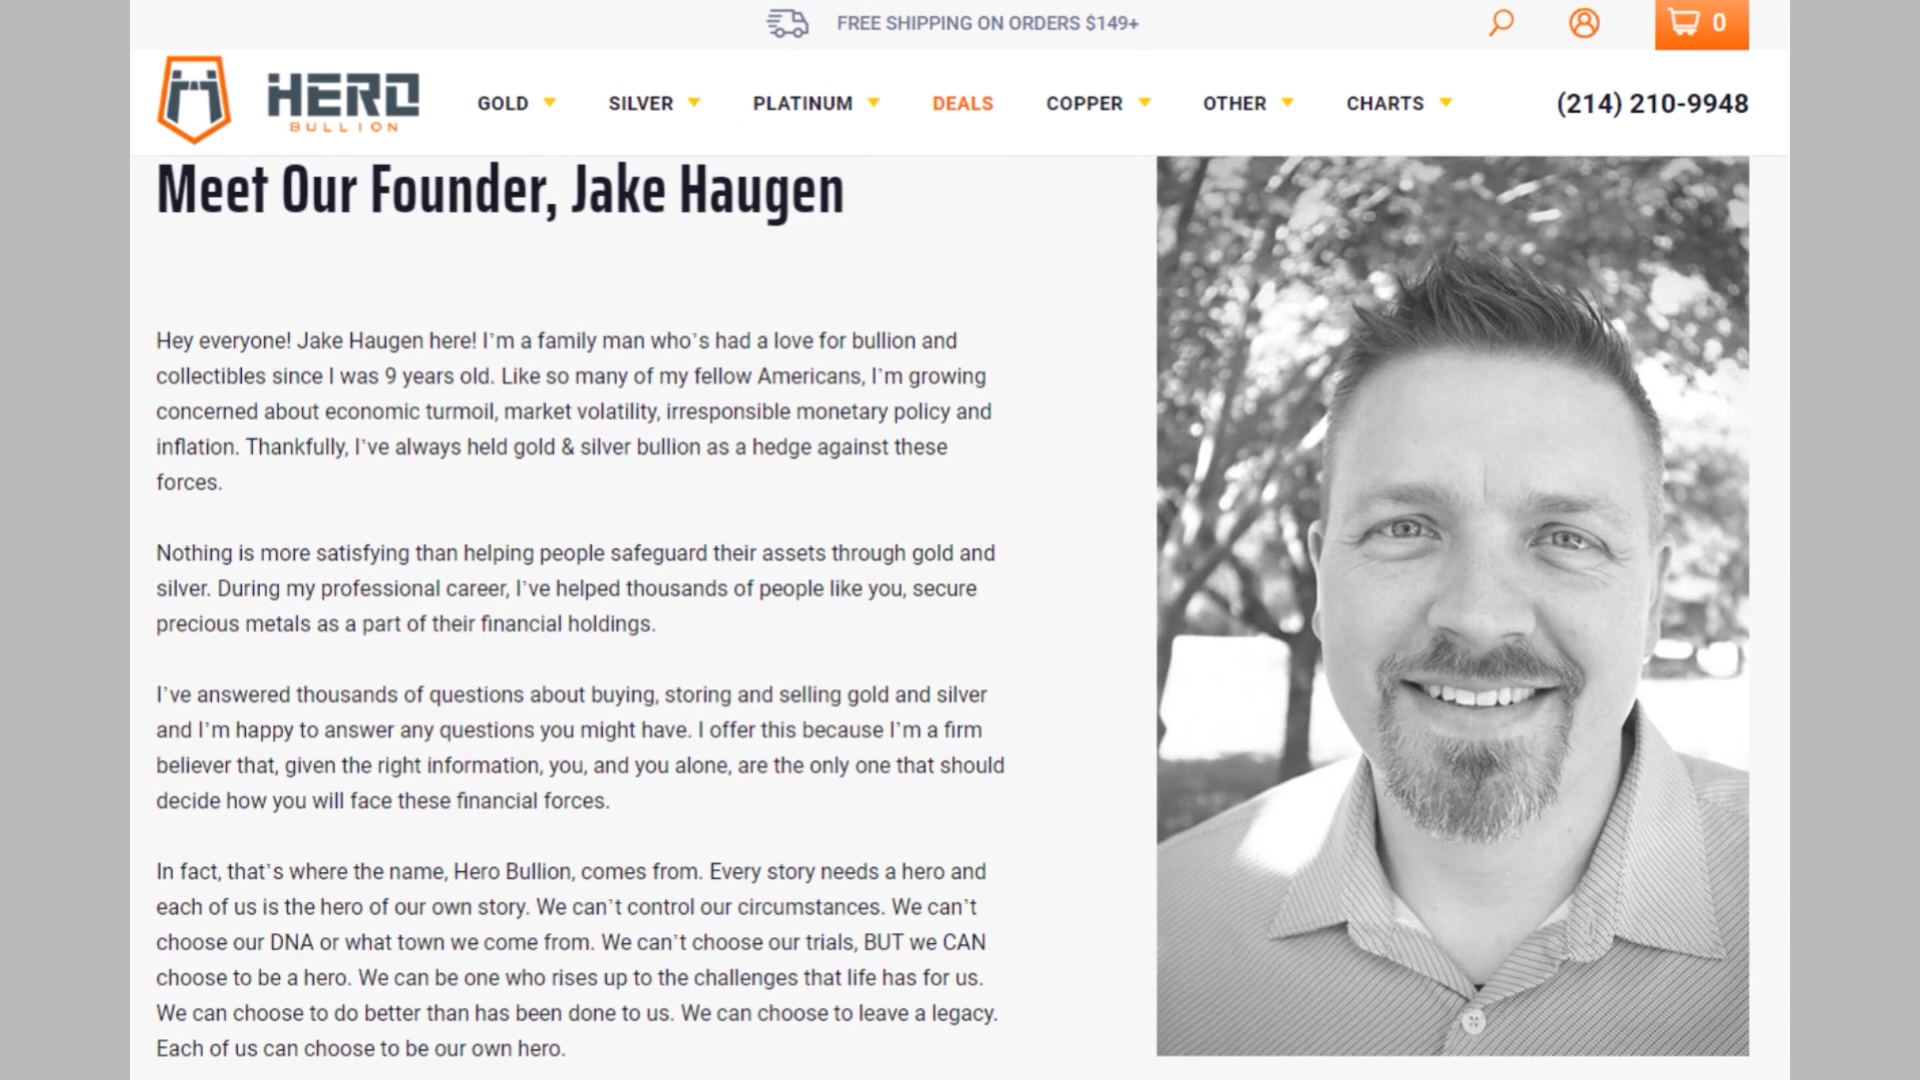 FREE SHIPPING ON ORDERS $149+
0
HERO
BULLION
GOLD
SILVER
PLATINUM
DEALS
COPPER
OTHER
CHARTS
(214) 210-9948
Meet Our Founder, Jake Haugen
Hey everyone! Jake Haugen here! I’m a family man who’s had a love for bullion and
collectibles since I was 9 years old. Like so many of my fellow Americans, I’m growing
concerned about economic turmoil, market volatility, irresponsible monetary policy and
inflation. Thankfully, I’ve always held gold & silver bullion as a hedge against these
forces.
Nothing is more satisfying than helping people safeguard their assets through gold and
silver. During my professional career, I’ve helped thousands of people like you, secure
precious metals as a part of their financial holdings.
I’ve answered thousands of questions about buying, storing and selling gold and silver
and I’m happy to answer any questions you might have. I offer this because I’m a firm
believer that, given the right information, you, and you alone, are the only one that should
decide how you will face these financial forces.
In fact, that’s where the name, Hero Bullion, comes from. Every story needs a hero and
each of us is the hero of our own story. We can’t control our circumstances. We can’t
choose our DNA or what town we come from. We can’t choose our trials, BUT we CAN
choose to be a hero. We can be one who rises up to the challenges that life has for us.
We can choose to do better than has been done to us. We can choose to leave a legacy.
Each of us can choose to be our own hero.